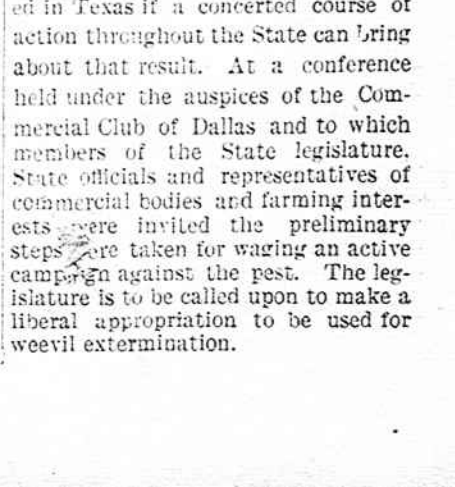 ed in Texas if a concerted course of
action throughout the State can bring
about that result. At a conference
held under the auspices of the Com-
mercial Club of Dallas and to which
members of the State legislature,
State officials and representatives of
commercial bodies and farming inter-
ests were invited the preliminary
steps were taken for waging an active
campaign against the pest. The leg-
islature is to be called upon to make a
liberal appropriation to be used for
weevil extermination.